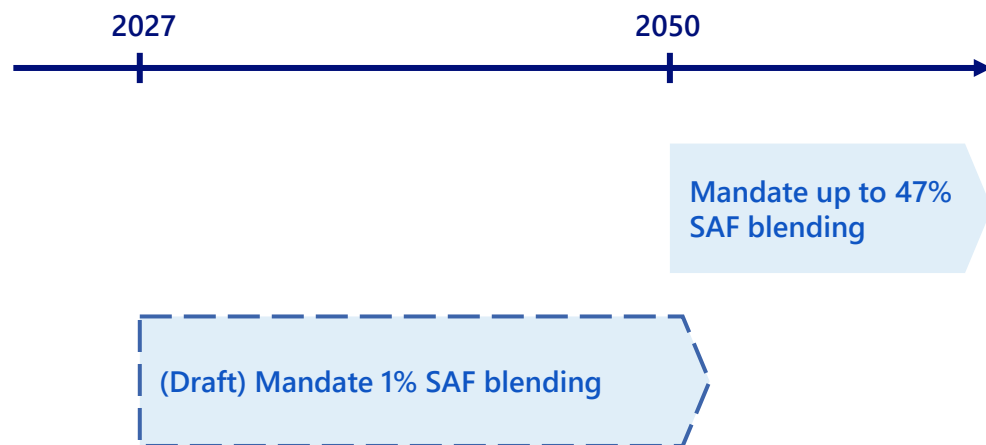 2027
2050
Mandate up to 47%
SAF blending
(Draft) Mandate 1% SAF blending